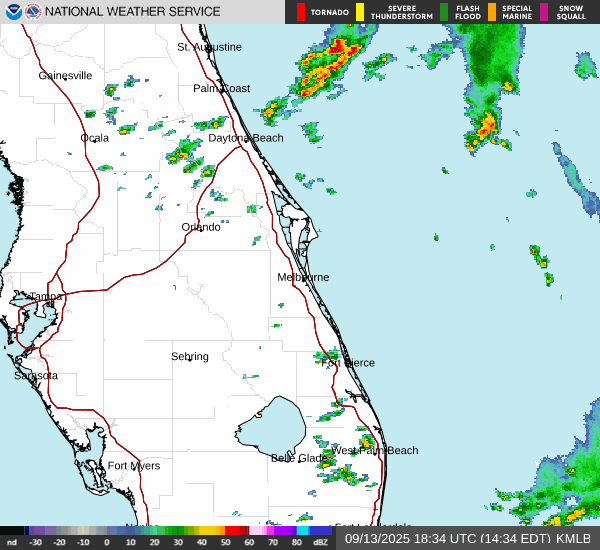 NATIONAL WEATHER SERVICE
TORNADO
SEVERE THUNDERSTORM
FLASH FLOOD
SPECIAL MARINE
SNOW SQUALL
St. Augustine
Gainesville
Palm Coast
Ocala
Daytona Beach
Orlando
Melbourne
Tampa
Sebring
Fort Pierce
Sarasota
West Palm Beach
Belle Glade
Fort Myers
nd -30 -20 -10 0 10 20 30 40 50 60 70 80 dBZ
09/13/2025 18:34 UTC (14:34 EDT) KMLB